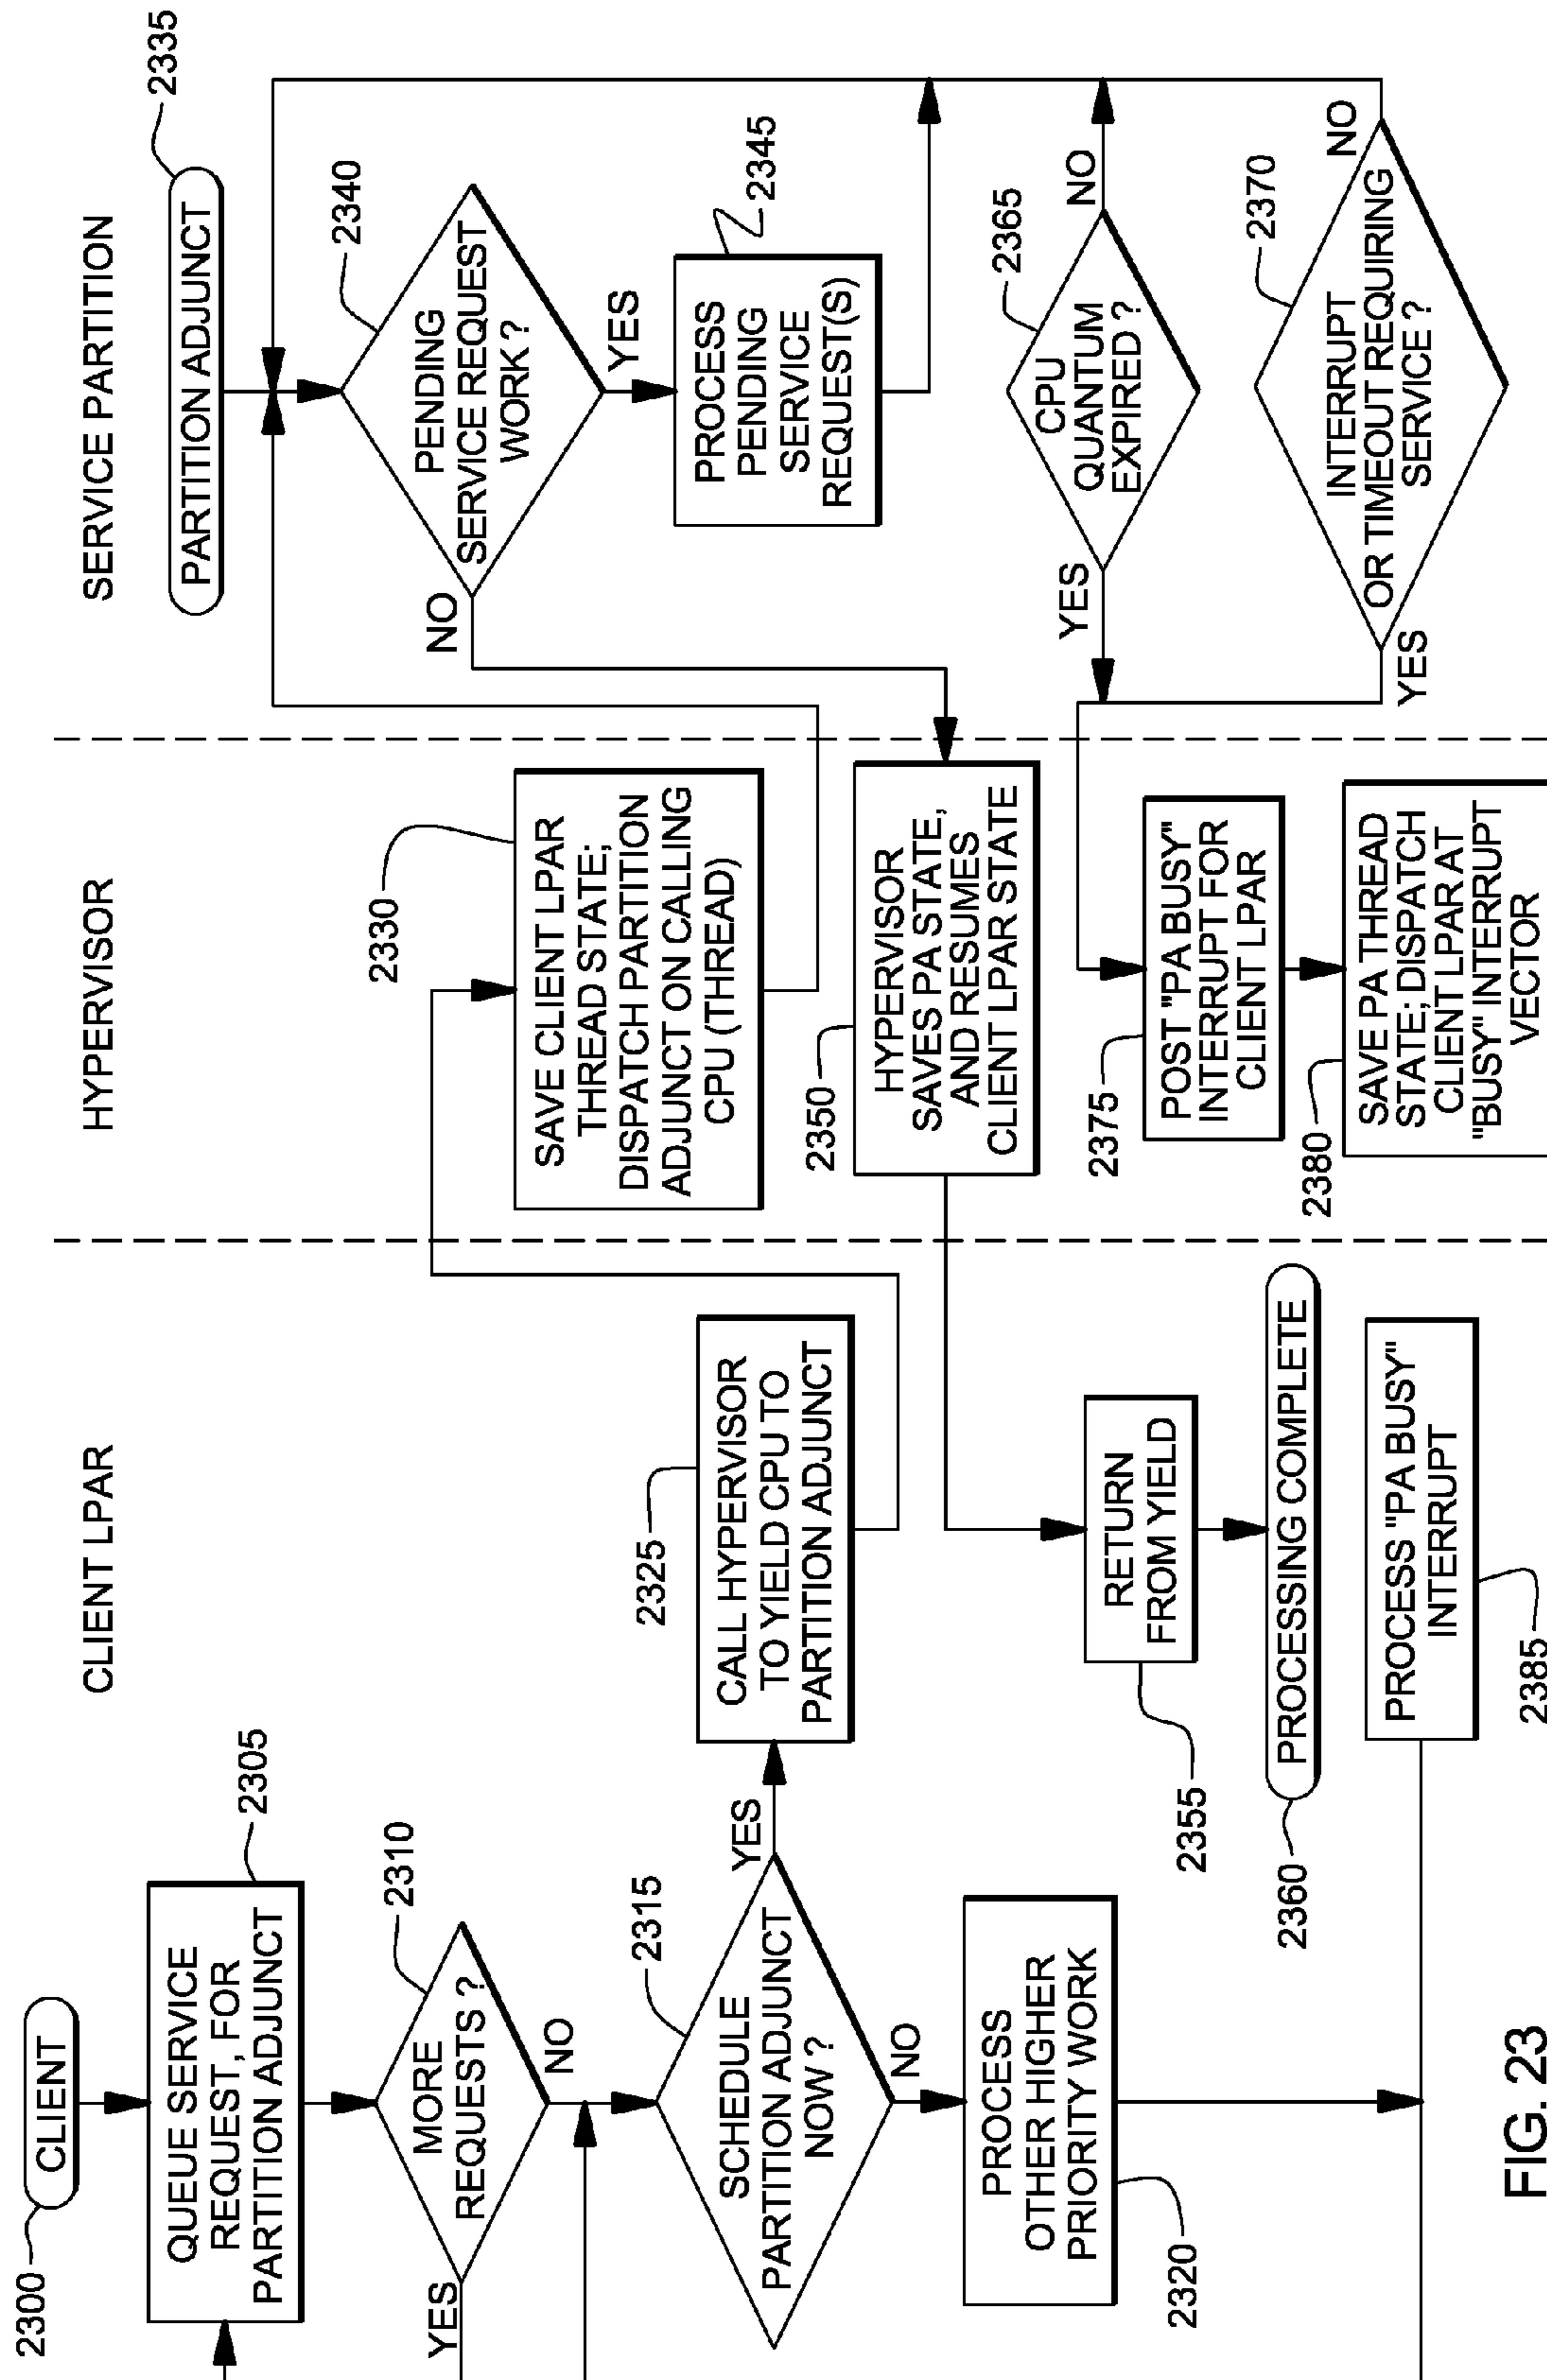 CLIENT LPAR
HYPERVISOR
SERVICE PARTITION
2300
CLIENT
QUEUE SERVICE
REQUEST, FOR
PARTITION ADJUNCT
2305
MORE
REQUESTS ?
2310
YES
NO
SCHEDULE
PARTITION ADJUNCT
NOW ?
2315
YES
NO
PROCESS
OTHER HIGHER
PRIORITY WORK
2320
CALL HYPERVISOR
TO YIELD CPU TO
PARTITION ADJUNCT
2325
RETURN
FROM YIELD
2355
PROCESSING COMPLETE
2360
PROCESS "PA BUSY"
INTERRUPT
2385
SAVE CLIENT LPAR
THREAD STATE;
DISPATCH PARTITION
ADJUNCT ON CALLING
CPU (THREAD)
2330
HYPERVISOR
SAVES PA STATE,
AND RESUMES
CLIENT LPAR STATE
2350
POST "PA BUSY"
INTERRUPT FOR
CLIENT LPAR
2375
SAVE PA THREAD
STATE; DISPATCH
CLIENT LPAR AT
"BUSY" INTERRUPT
VECTOR
2380
PARTITION ADJUNCT
2335
PENDING
SERVICE REQUEST
WORK ?
2340
NO
YES
PROCESS
PENDING
SERVICE
REQUEST(S)
2345
CPU
QUANTUM
EXPIRED ?
2365
YES
NO
INTERRUPT
OR TIMEOUT REQUIRING
SERVICE ?
2370
YES
NO
FIG. 23